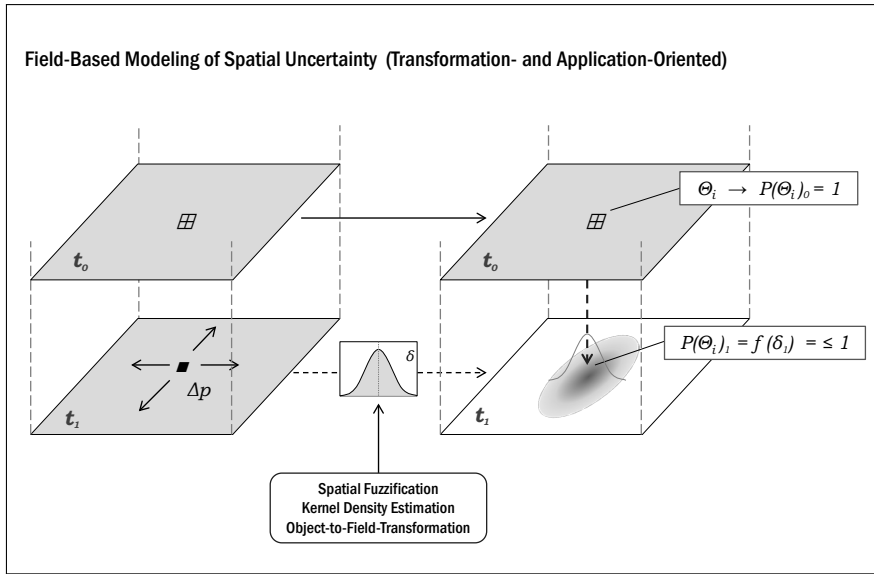 Field-Based Modeling of Spatial Uncertainty (Transformation- and Application-Oriented)
Θi → P(Θi)0 = 1
t0
t0
P(Θi)1 = f(δ1) = ≤ 1
δ
Δp
t1
t1
Spatial Fuzzification
Kernel Density Estimation
Object-to-Field-Transformation